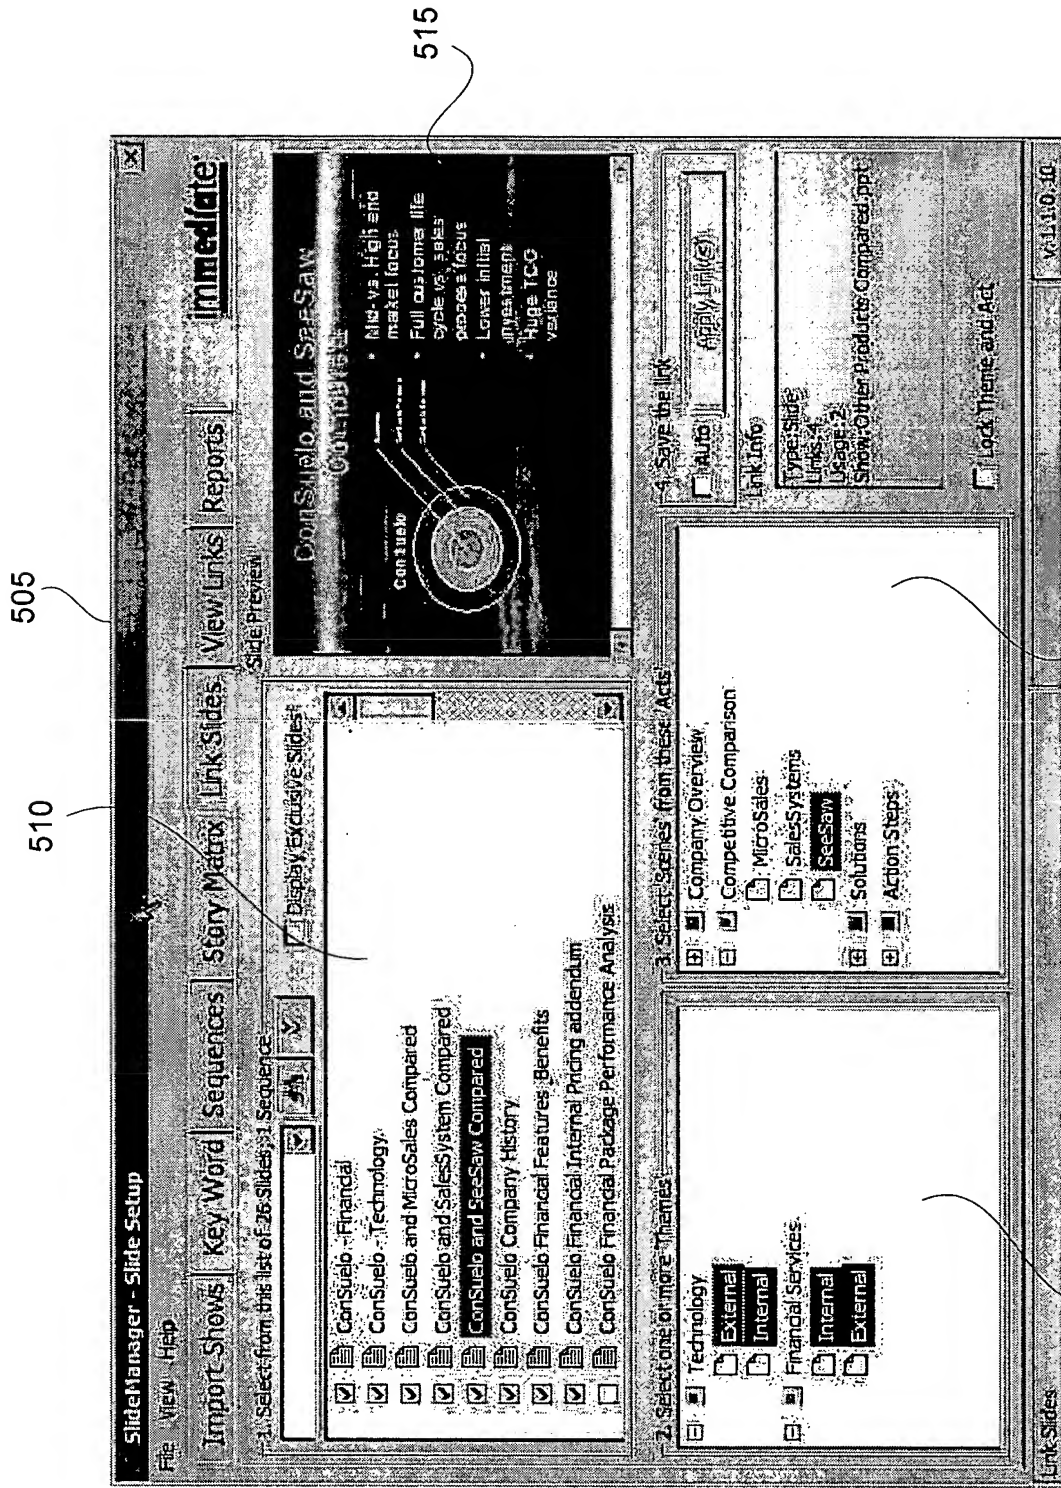 505
510
515
SlideManager - Slide Setup
File View Help
immed/ate
Import Shows Key Word Sequences Story Matrix Link Slides View Links Reports
1. Select from this list of 26 Slides, 1 Sequence
Display Exclusive Slides
ConSuelo - Financial
ConSuelo - Technology
ConSuelo and MicroSales Compared
ConSuelo and SalesSystem Compared
ConSuelo and SeeSaw Compared
ConSuelo Company History
ConSuelo Financial Features Benefits
ConSuelo Financial Internal Pricing addendum
ConSuelo Financial Package Performance Analysis
Slide Preview
ConSuelo and SeeSaw
Compared
ConSuelo
• Mid- vs. High end
market focus
• Full customer life
cycle vs. sales
process focus
• Lower initial
investment
• Huge TCO
variance
2. Select one or more 'Themes'
Technology
External
Internal
Financial Services
Internal
External
3. Select 'Scenes' from these 'Acts'
Company Overview
Competitive Comparison
MicroSales
SalesSystems
SeeSaw
Solutions
Action Steps
4. Save the link
Auto
Apply Link(s)
Link Info
Type: Slide
Links: 4
Usage: 2
Show: Other Products Compared.ppt
Lock Theme and Act
Link Slides
v. 1.1.0.10